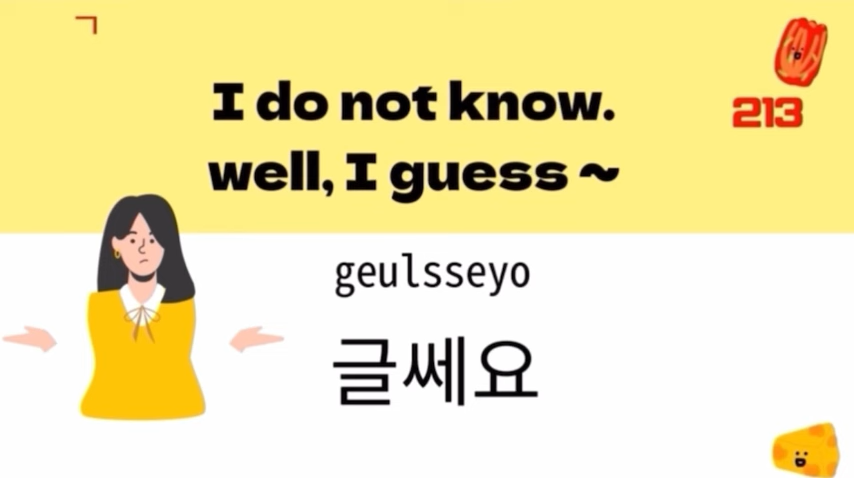 I do not know.
213
well, I guess ~
geulsseyo
글쎄요